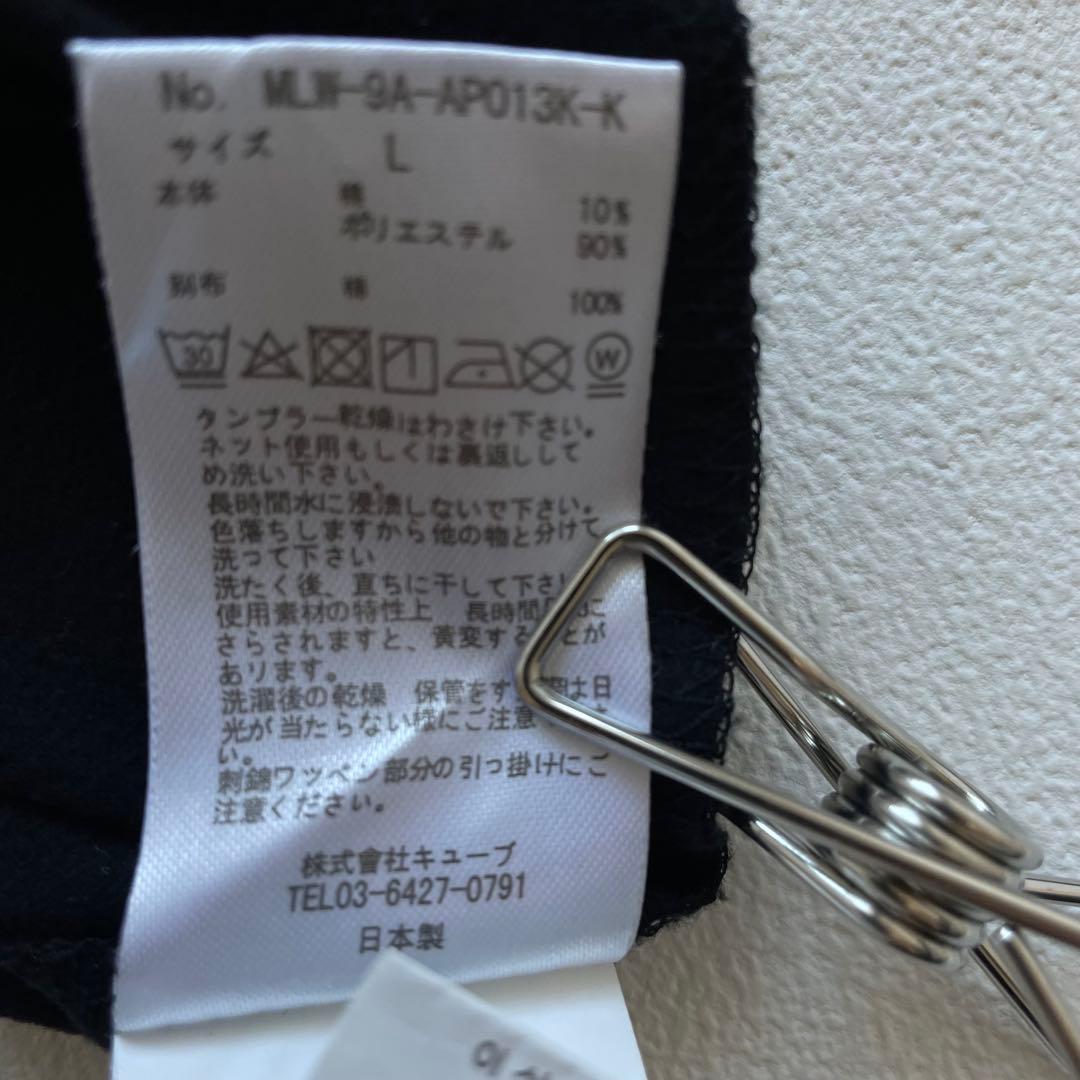 No. MLW-9A-AP013K-K
サイズ L
本体 綿 10%
ポリエステル 90%
別布 綿 100%
30 W
タンブラー乾燥はわさけ下さい。
ネット使用もしくは裏返しして
め洗い下さい。
長時間水に浸漬しないで下さい。
色落ちしますから他の物と分けて
洗って下さい
洗たく後、直ちに干して下さ
使用素材の特性上 長時間 に
さらされますと、黄変する とが
あります。
洗濯後の乾燥 保管をす は日
光が当たらない様にご注意 さ
い。
刺繍ワッペン部分の引っ掛けにご
注意ください。
株式會社キューブ
TEL03-6427-0791
日本製